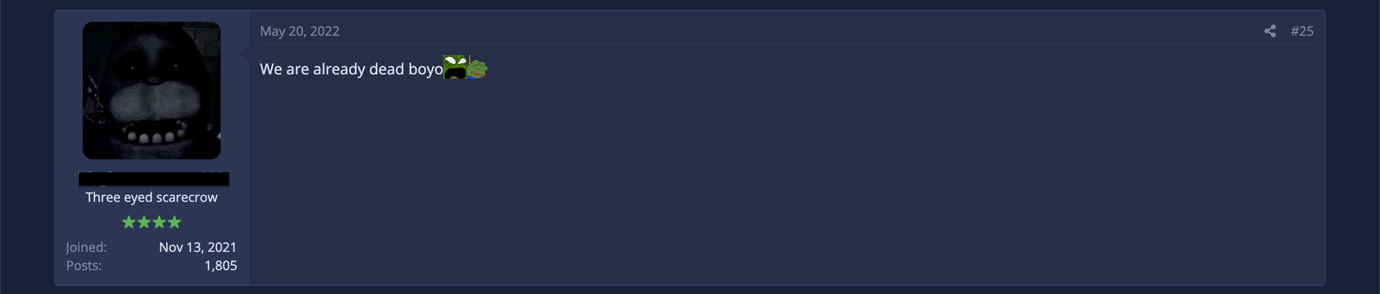 May 20, 2022
#25
We are already dead boyo
Three eyed scarecrow
Joined: Nov 13, 2021
Posts: 1,805